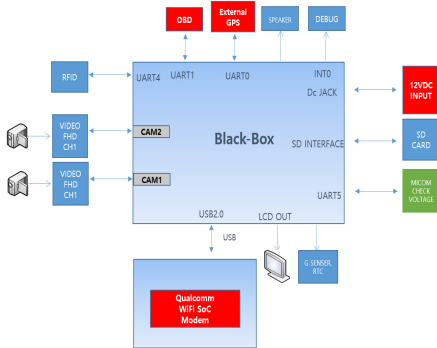 OBD
External
GPS
SPEAKER
DEBUG
RFID
UART4
UART1
UART0
INT0
Dc JACK
12VDC
INPUT
VIDEO
FHD
CH1
CAM2
Black-Box
SD INTERFACE
SD
CARD
VIDEO
FHD
CH1
CAM1
UART5
MICOM
CHECK
VOLTAGE
USB2.0
LCD OUT
USB
G SENSER,
RTC
Qualcomm
WiFi SoC
Modem